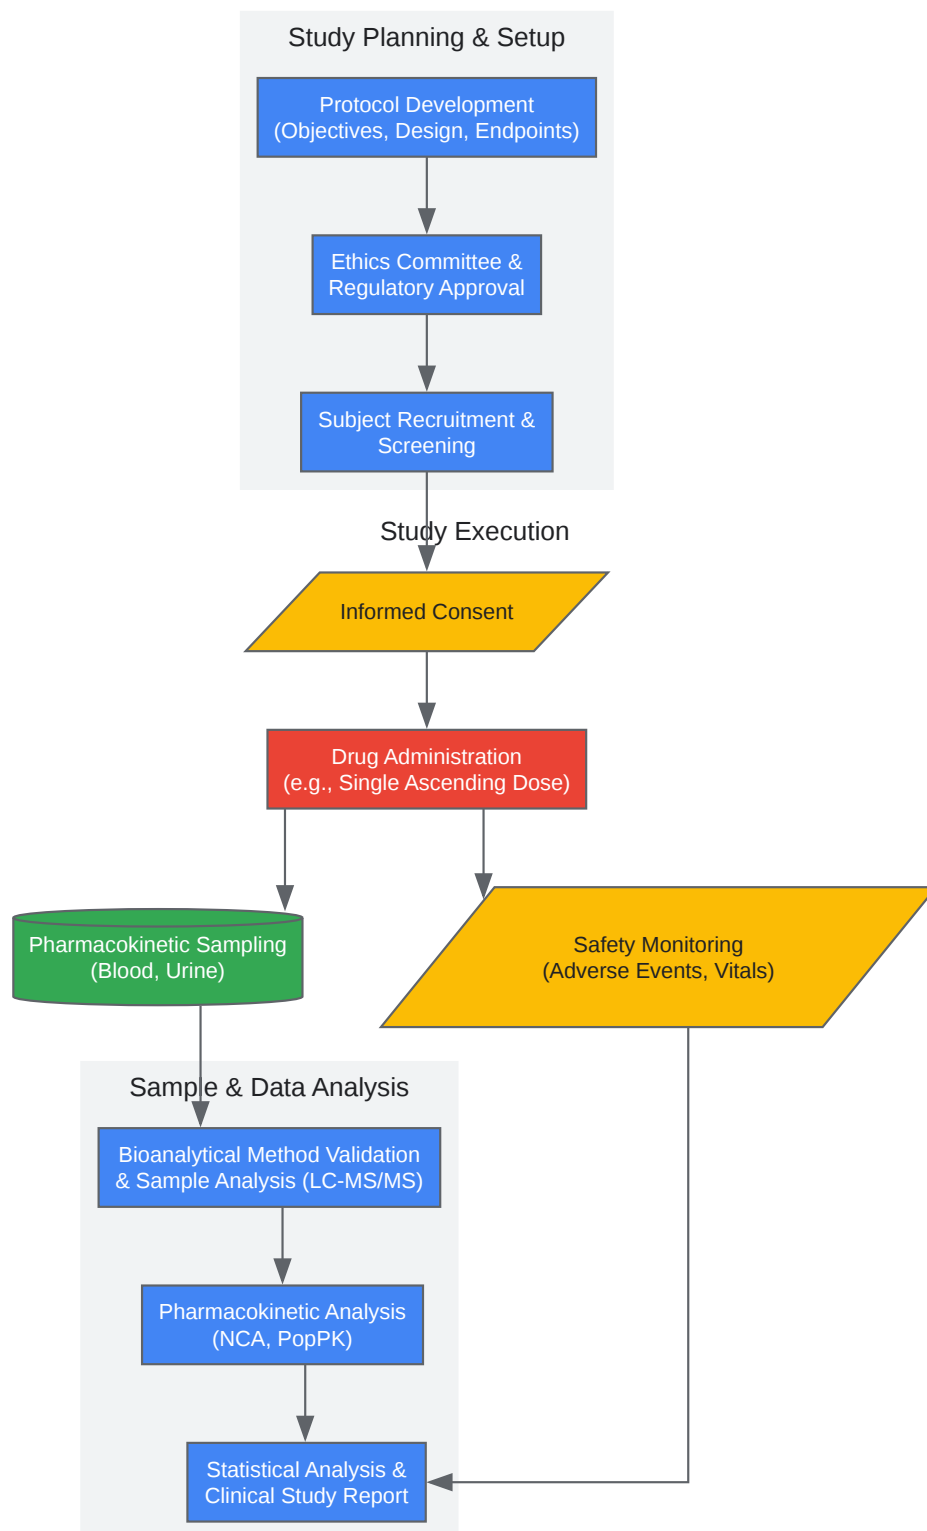 Study Planning & Setup
Protocol Development
(Objectives, Design, Endpoints)
Ethics Committee &
Regulatory Approval
Subject Recruitment &
Screening
Study Execution
Informed Consent
Drug Administration
(e.g., Single Ascending Dose)
Pharmacokinetic Sampling
(Blood, Urine)
Safety Monitoring
(Adverse Events, Vitals)
Sample & Data Analysis
Bioanalytical Method Validation
& Sample Analysis (LC-MS/MS)
Pharmacokinetic Analysis
(NCA, PopPK)
Statistical Analysis &
Clinical Study Report